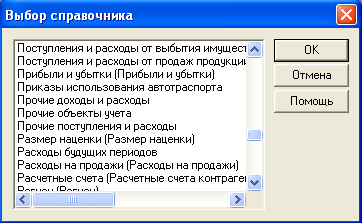 Выбор справочника
Поступления и расходы от выбытия имущест
Поступления и расходы от продаж продукци
Прибыли и убытки (Прибыли и убытки)
Приказы использования автотраспорта
Прочие доходы и расходы
Прочие объекты учета
Прочие поступления и расходы
Размер наценки (Размер наценки)
Расходы будущих периодов
Расходы на продажи (Расходы на продажи)
Расчетные счета (Расчетные счета контраген
Регион (Регион)
OK
Отмена
Помощь